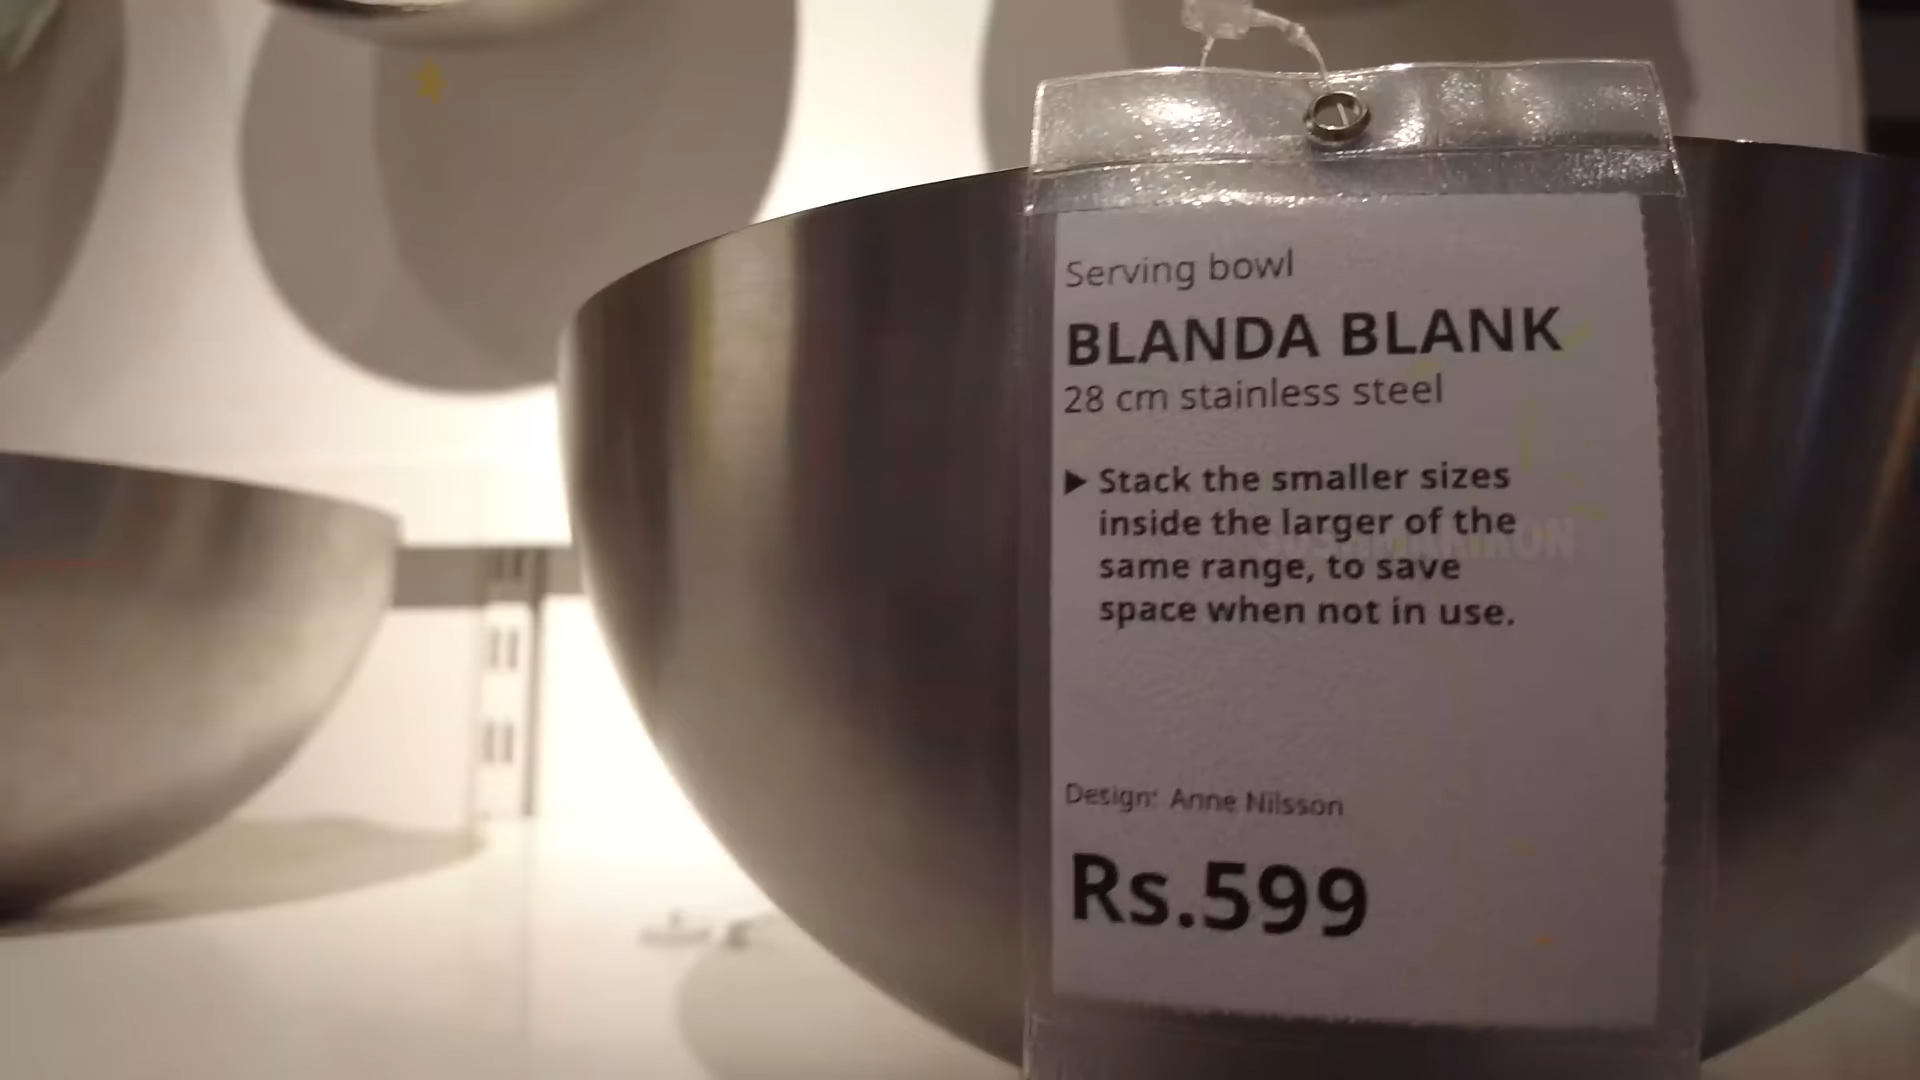 Serving bowl
BLANDA BLANK
28 cm stainless steel
▶ Stack the smaller sizes
inside the larger of the
same range, to save
space when not in use.
Design: Anne Nilsson
Rs.599